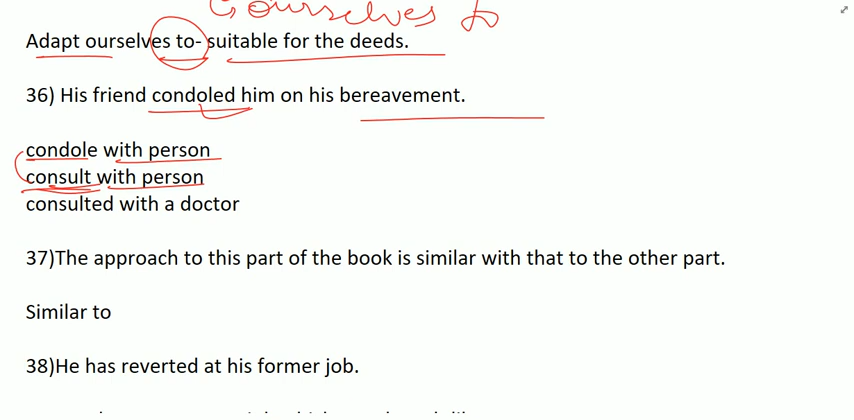 G ourselves to
Adapt ourselves to- suitable for the deeds.
36) His friend condoled him on his bereavement.
condole with person
consult with person
consulted with a doctor
37)The approach to this part of the book is similar with that to the other part.
Similar to
38)He has reverted at his former job.